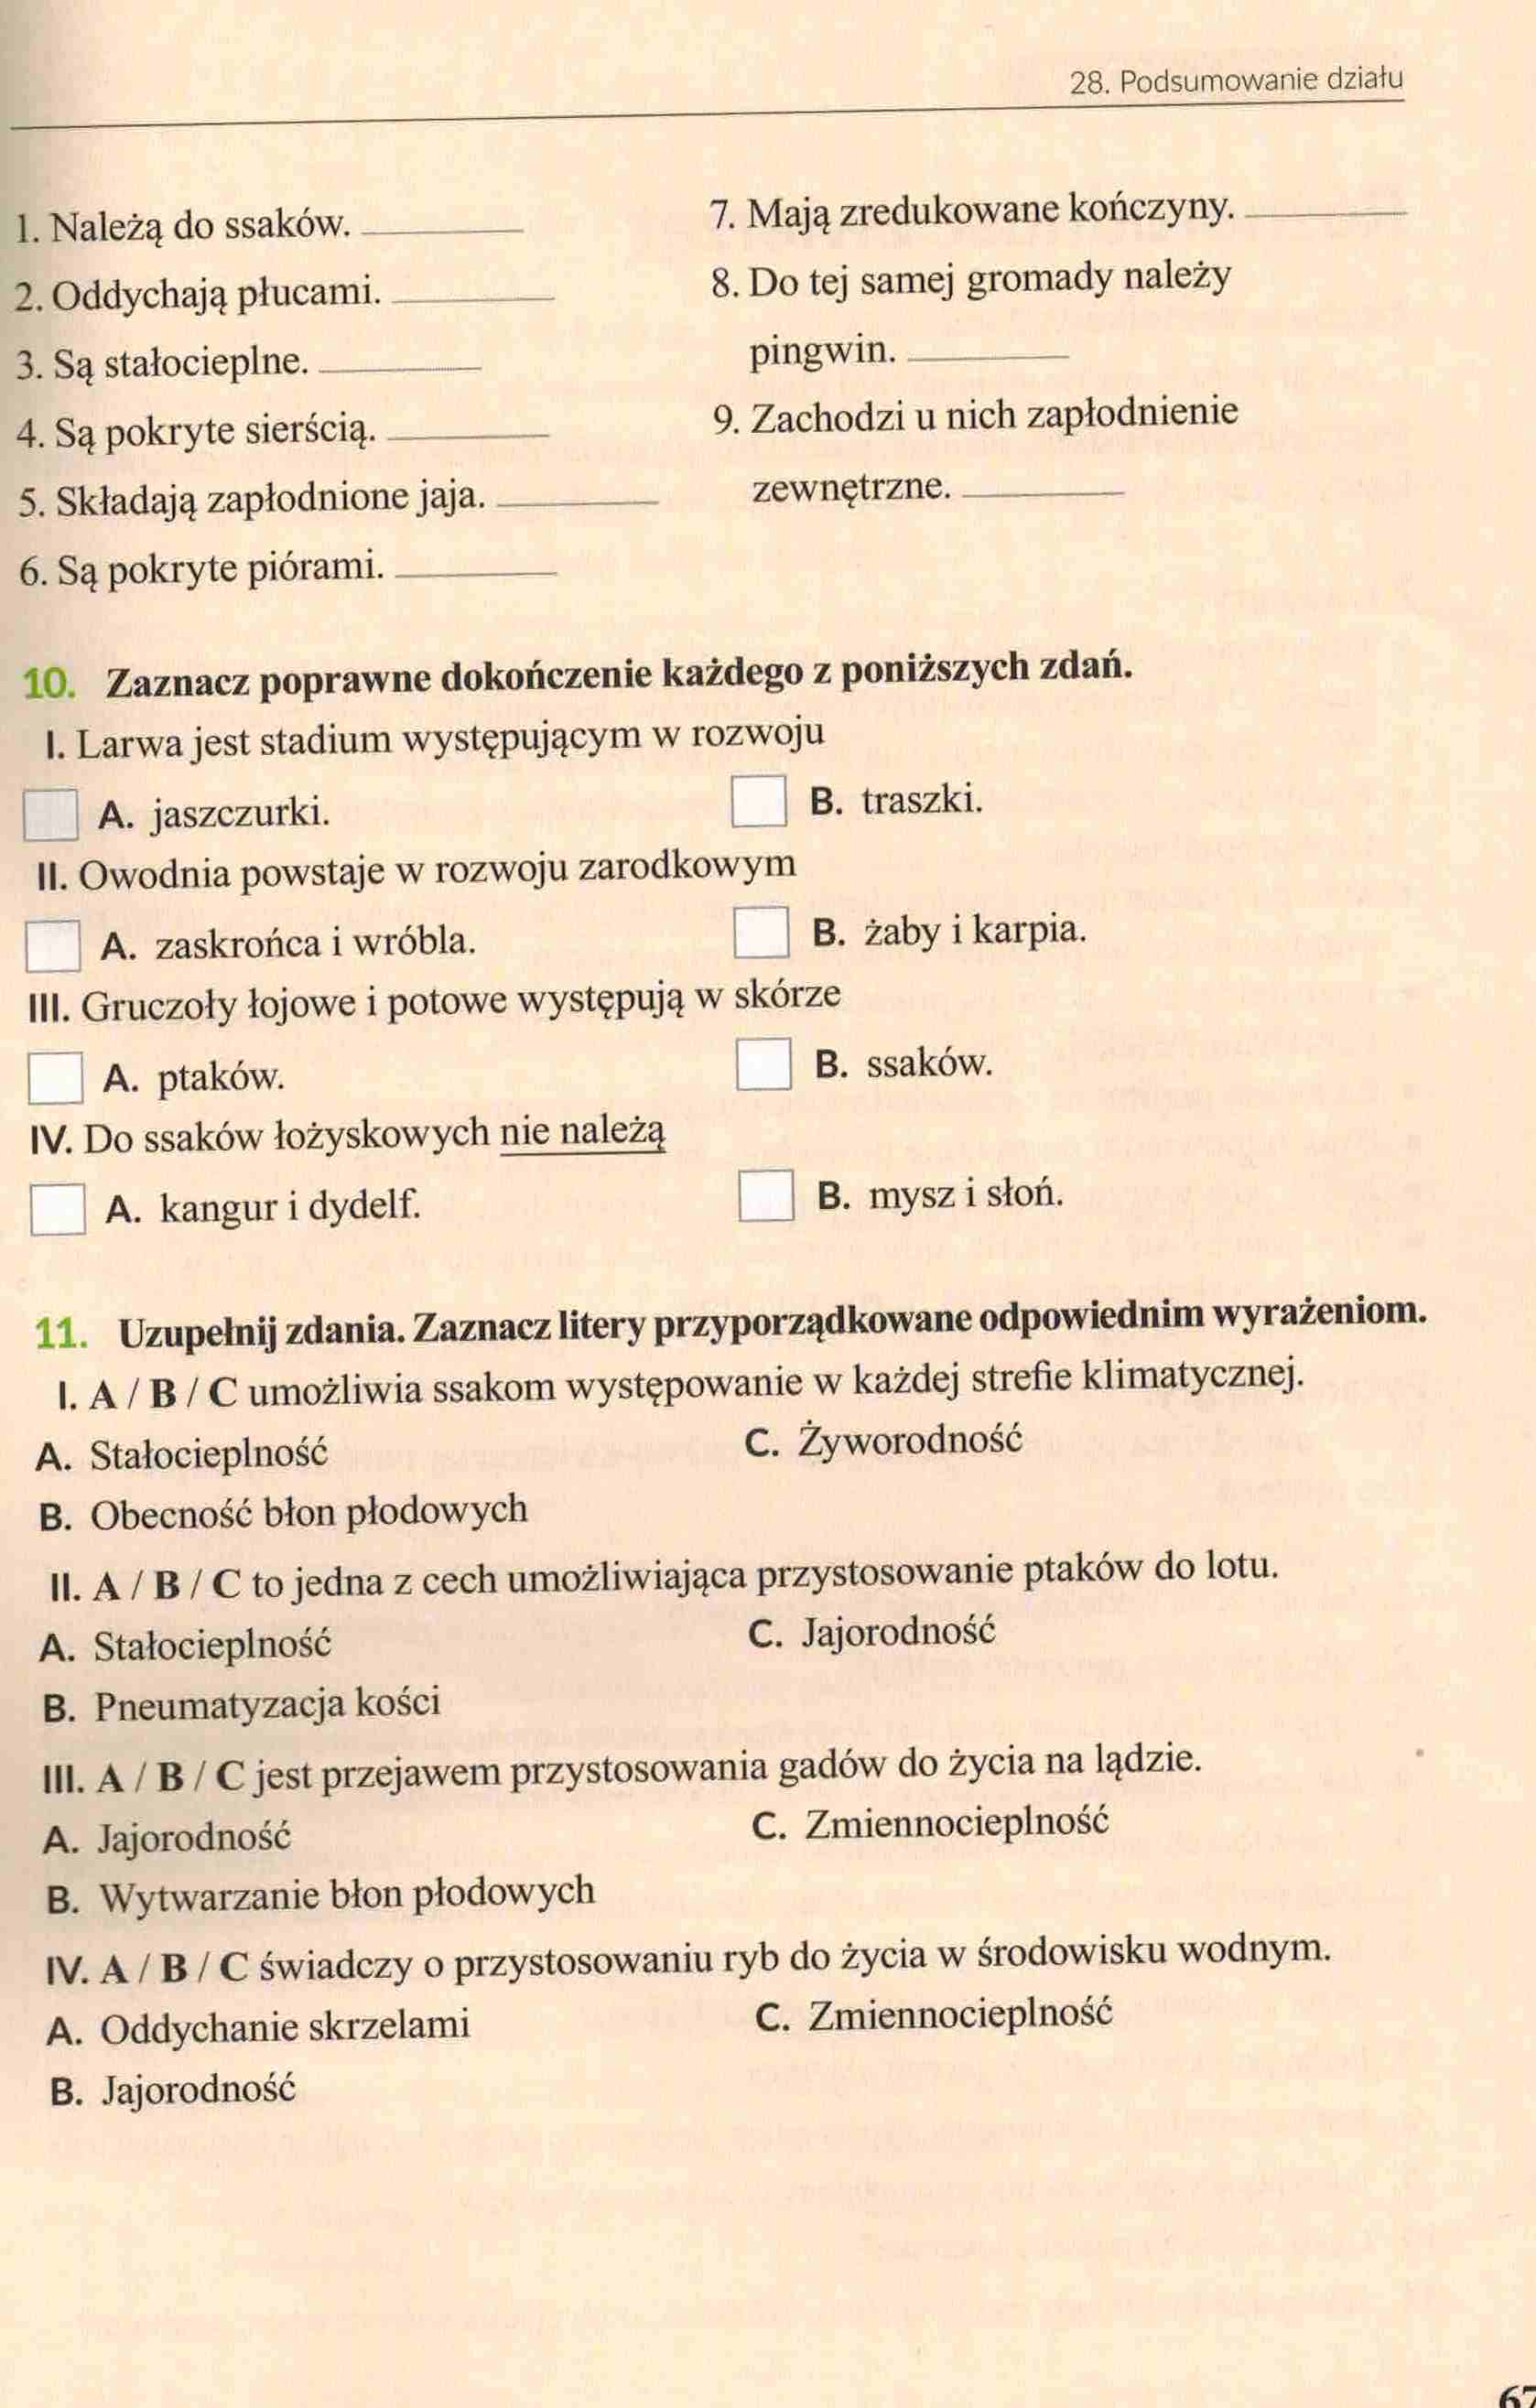 28. Podsumowanie działu
1. Należą do ssaków.
2. Oddychają płucami.
3. Są stałocieplne.
4. Są pokryte sierścią.
5. Składają zapłodnione jaja.
6. Są pokryte piórami.
7. Mają zredukowane kończyny.
8. Do tej samej gromady należy
pingwin.
9. Zachodzi u nich zapłodnienie
zewnętrzne.
10. Zaznacz poprawne dokończenie każdego z poniższych zdań.
I. Larwa jest stadium występującym w rozwoju
A. jaszczurki. B. traszki.
II. Owodnia powstaje w rozwoju zarodkowym
A. zaskrońca i wróbla. B. żaby i karpia.
III. Gruczoły łojowe i potowe występują w skórze
A. ptaków. B. ssaków.
IV. Do ssaków łożyskowych nie należą
A. kangur i dydelf. B. mysz i słoń.
11. Uzupełnij zdania. Zaznacz litery przyporządkowane odpowiednim wyrażeniom.
I. A / B / C umożliwia ssakom występowanie w każdej strefie klimatycznej.
A. Stałocieplność C. Żyworodność
B. Obecność błon płodowych
II. A / B / C to jedna z cech umożliwiająca przystosowanie ptaków do lotu.
A. Stałocieplność C. Jajorodność
B. Pneumatyzacja kości
III. A / B / C jest przejawem przystosowania gadów do życia na lądzie.
A. Jajorodność C. Zmiennocieplność
B. Wytwarzanie błon płodowych
IV. A / B / C świadczy o przystosowaniu ryb do życia w środowisku wodnym.
A. Oddychanie skrzelami C. Zmiennocieplność
B. Jajorodność